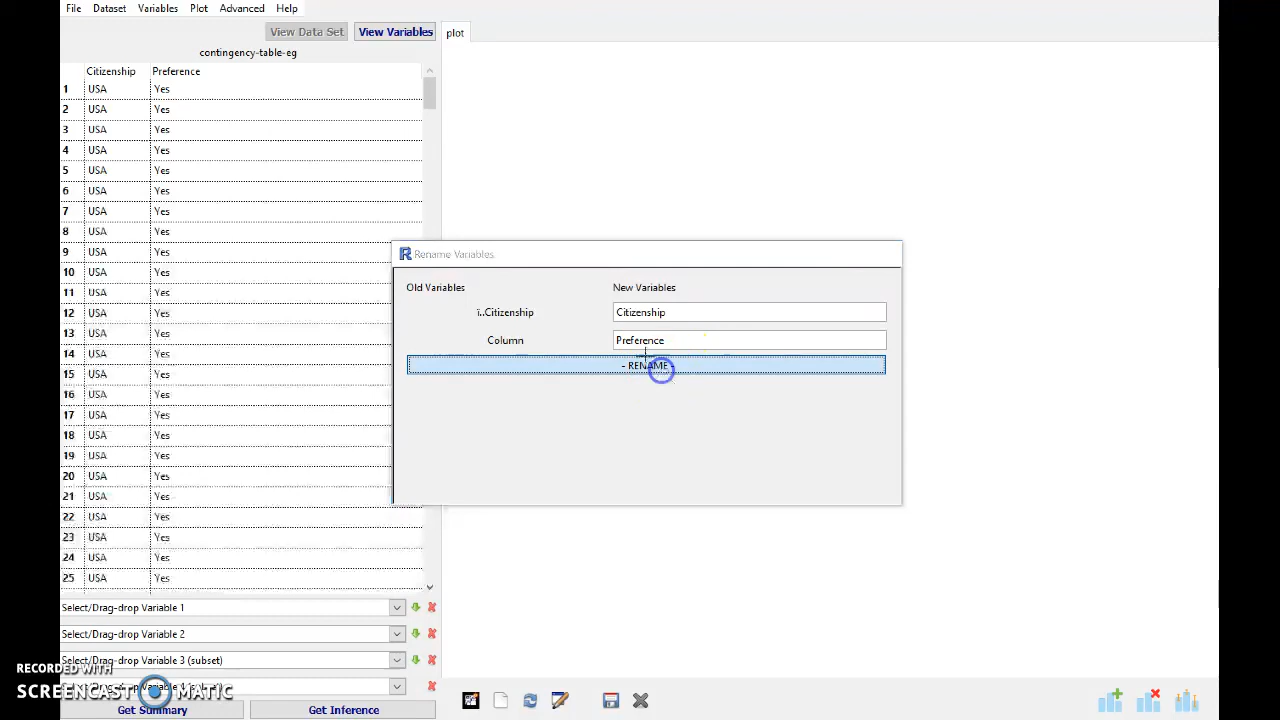 File Dataset Variables Plot Advanced Help
View Data Set View Variables plot
contingency-table-eg
Citizenship Preference
1 USA Yes
2 USA Yes
3 USA Yes
4 USA Yes
5 USA Yes
6 USA Yes
7 USA Yes
8 USA Yes
9 USA Yes
10 USA Yes
11 USA Yes
12 USA Yes
13 USA Yes
14 USA Yes
15 USA Yes
16 USA Yes
17 USA Yes
18 USA Yes
19 USA Yes
20 USA Yes
21 USA Yes
22 USA Yes
23 USA Yes
24 USA Yes
25 USA Yes
Rename Variables
Old Variables New Variables
ï..Citizenship Citizenship
Column Preference
- RENAME -
Select/Drag-drop Variable 1
Select/Drag-drop Variable 2
Select/Drag-drop Variable 3 (subset)
RECORDED WITH
SCREENCAST MATIC
Get Summary Get Inference